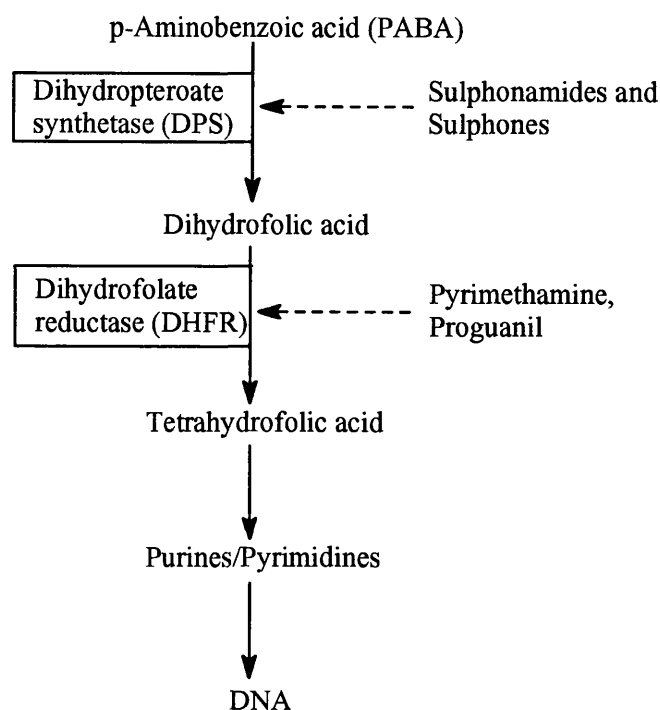 p-Aminobenzoic acid (PABA)
Dihydropteroate
synthetase (DPS)
Sulphonamides and
Sulphones
Dihydrofolic acid
Dihydrofolate
reductase (DHFR)
Pyrimethamine,
Proguanil
Tetrahydrofolic acid
Purines/Pyrimidines
DNA